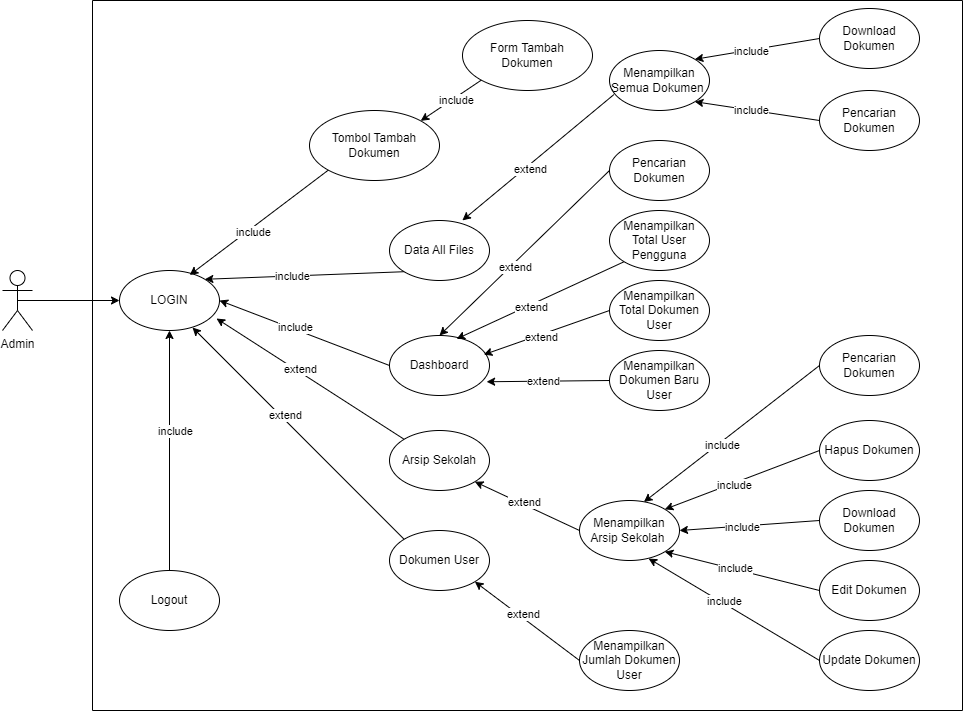 Form Tambah
Dokumen
Download
Dokumen
include
Menampilkan
Semua Dokumen
include
include
Pencarian
Dokumen
Tombol Tambah
Dokumen
extend
Pencarian
Dokumen
include
Data All Files
Menampilkan
Total User
Pengguna
include
extend
LOGIN
Admin
Menampilkan
Total Dokumen
User
extend
include
extend
Dashboard
Menampilkan
Dokumen Baru
User
extend
extend
Pencarian
Dokumen
extend
include
Arsip Sekolah
Hapus Dokumen
include
include
extend
Menampilkan
Arsip Sekolah
include
Download
Dokumen
Dokumen User
include
Edit Dokumen
Logout
include
extend
Menampilkan
Jumlah Dokumen
User
Update Dokumen